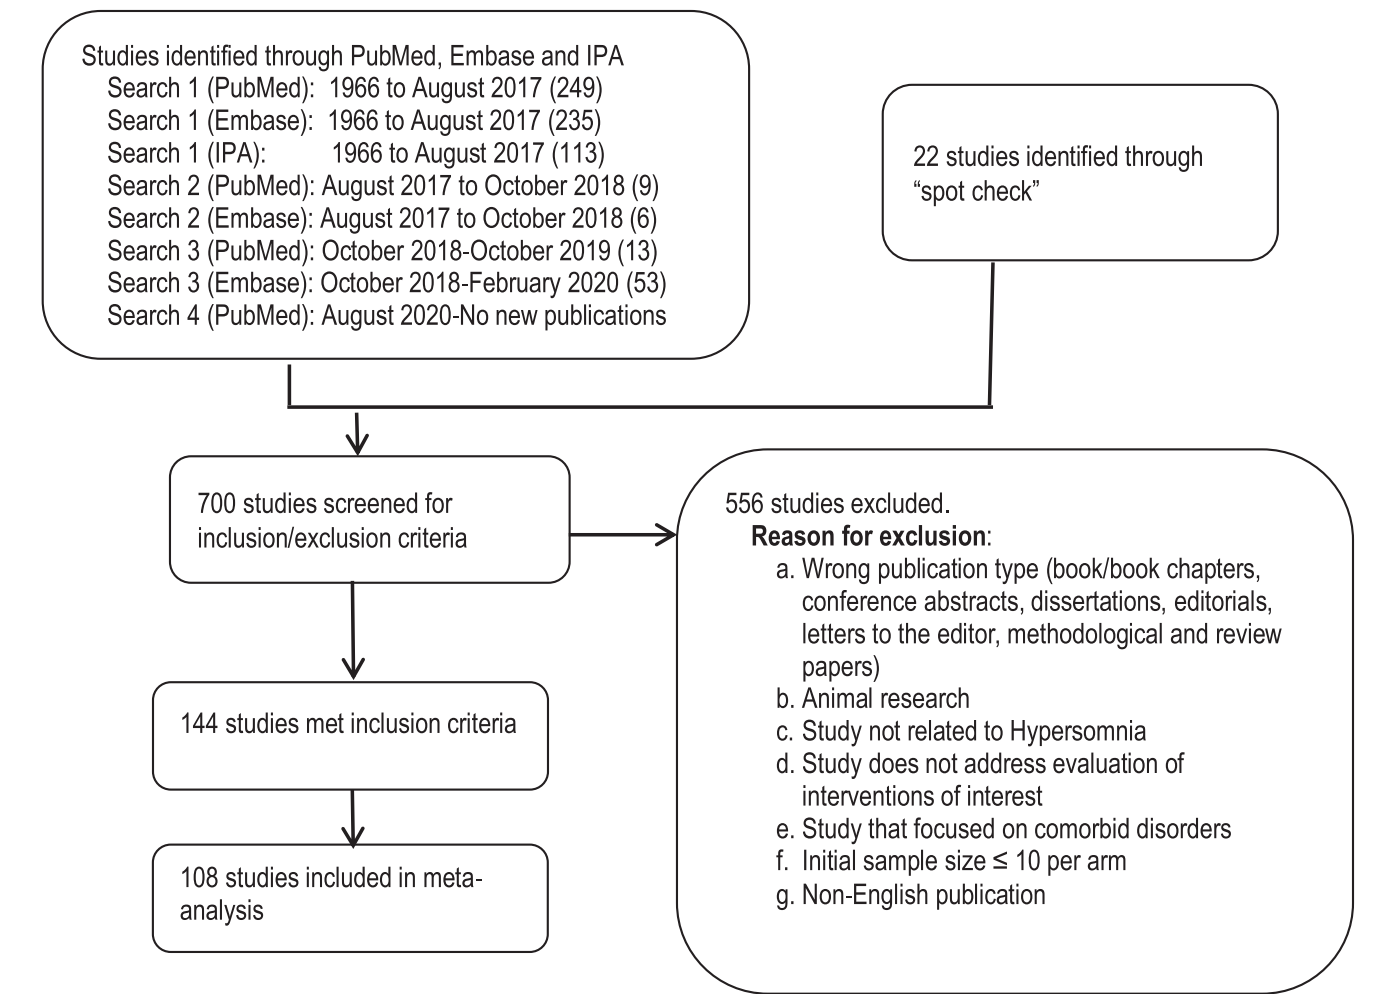 Studies identified through PubMed, Embase and IPA
Search 1 (PubMed): 1966 to August 2017 (249)
Search 1 (Embase): 1966 to August 2017 (235)
Search 1 (IPA): 1966 to August 2017 (113)
Search 2 (PubMed): August 2017 to October 2018 (9)
Search 2 (Embase): August 2017 to October 2018 (6)
Search 3 (PubMed): October 2018-October 2019 (13)
Search 3 (Embase): October 2018-February 2020 (53)
Search 4 (PubMed): August 2020-No new publications
22 studies identified through
“spot check”
700 studies screened for
inclusion/exclusion criteria
556 studies excluded.
Reason for exclusion:
a. Wrong publication type (book/book chapters,
conference abstracts, dissertations, editorials,
letters to the editor, methodological and review
papers)
b. Animal research
c. Study not related to Hypersomnia
d. Study does not address evaluation of
interventions of interest
e. Study that focused on comorbid disorders
f. Initial sample size ≤ 10 per arm
g. Non-English publication
144 studies met inclusion criteria
108 studies included in meta-
analysis